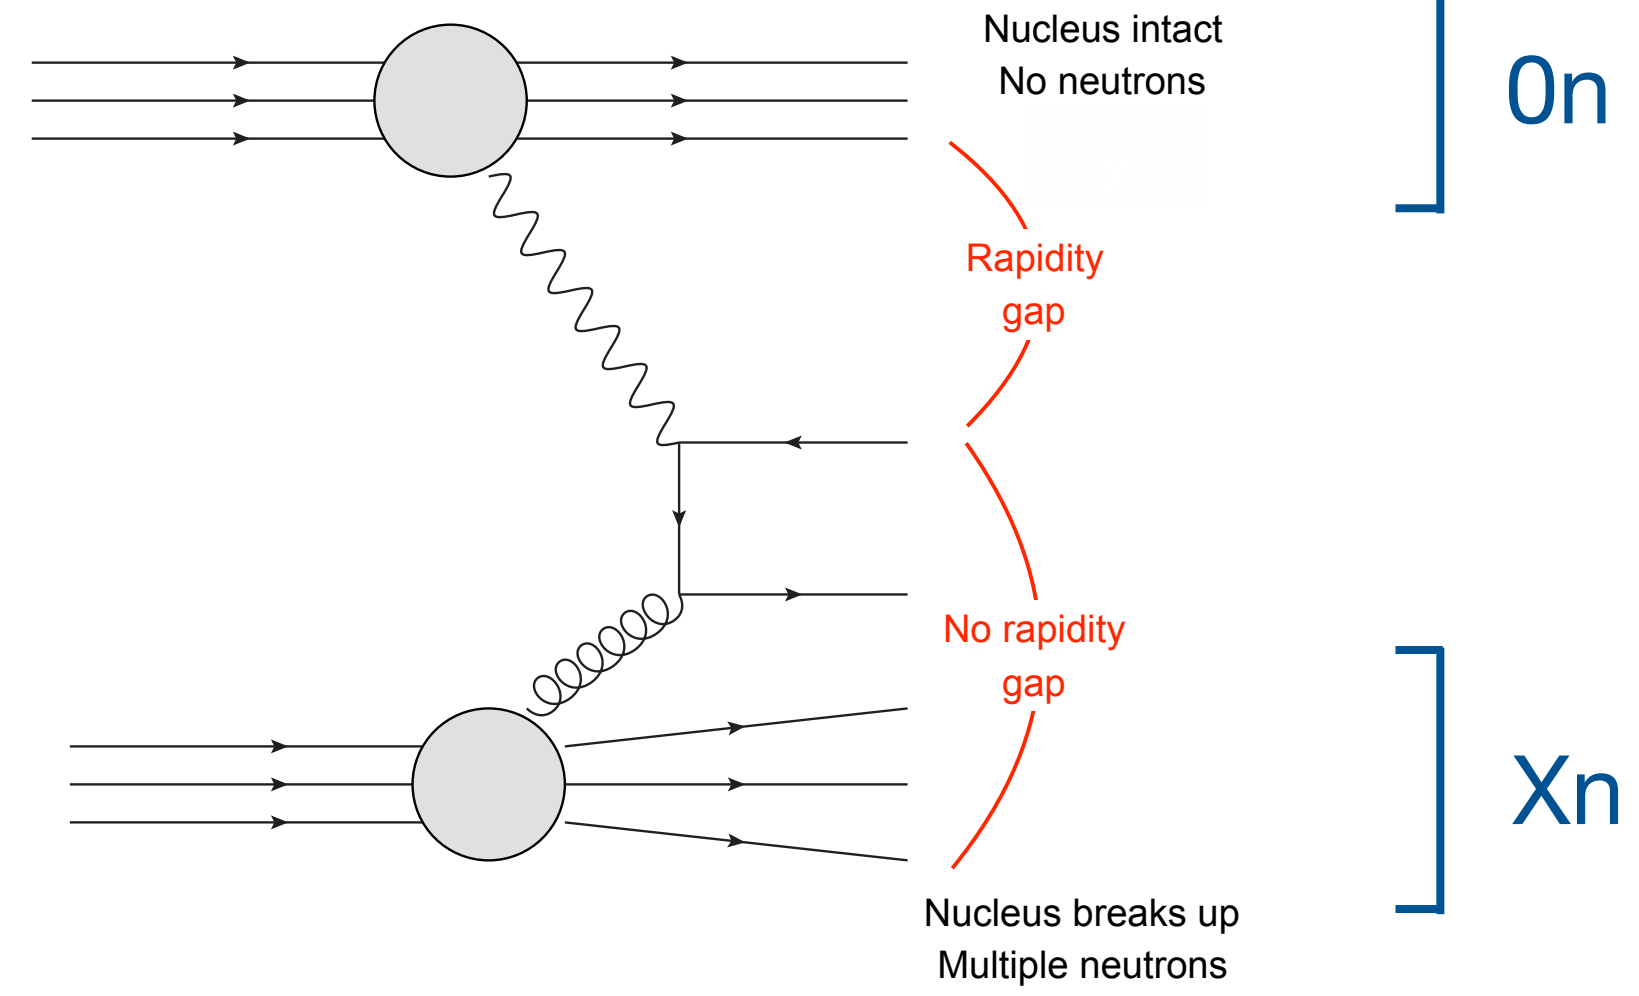 Nucleus intact
No neutrons
0n
Rapidity
gap
No rapidity
gap
Xn
Nucleus breaks up
Multiple neutrons